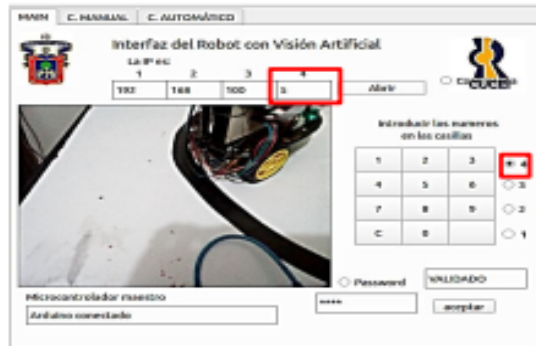 MAIN C. MANUAL C. AUTOMÁTICO
Interfaz del Robot con Visión Artificial
La IP es:
1 2 3 4
192 168 100 5 Abrir
CUCEI
Introducir los numeros
en las casillas
1 2 3 4
4 5 6 3
7 8 9 2
C 0 1
Password VALIDADO
**** aceptar
Microcontrolador maestro
Arduino conectado